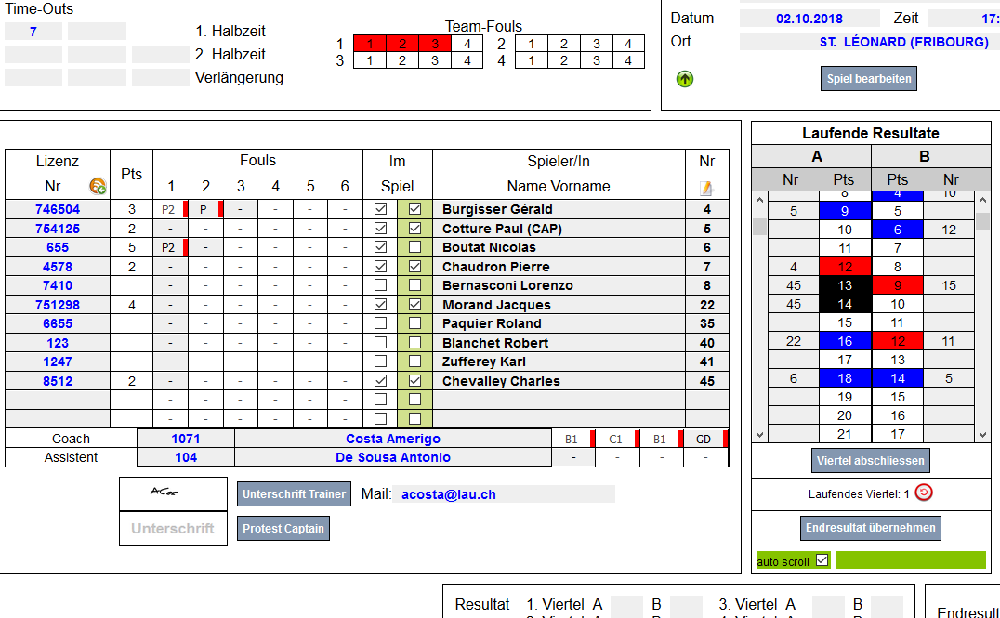 Time-Outs
7
1. Halbzeit
2. Halbzeit
Verlängerung
Team-Fouls
1 1 2 3 4 2 1 2 3 4
3 1 2 3 4 4 1 2 3 4
Datum 02.10.2018 Zeit 17:
Ort ST. LÉONARD (FRIBOURG)
Spiel bearbeiten
Lizenz Nr Pts Fouls 1 2 3 4 5 6 Im Spiel Spieler/In Name Vorname Nr
746504 3 P2 P - - - - Burgisser Gérald 4
754125 2 - - - - - - Cotture Paul (CAP) 5
655 5 P2 - - - - - Boutat Nicolas 6
4578 2 - - - - - - Chaudron Pierre 7
7410 - - - - - - Bernasconi Lorenzo 8
751298 4 - - - - - - Morand Jacques 22
6655 - - - - - - Paquier Roland 35
123 - - - - - - Blanchet Robert 40
1247 - - - - - - Zufferey Karl 41
8512 2 - - - - - - Chevalley Charles 45
- - - - - -
- - - - - -
Coach 1071 Costa Amerigo B1 C1 B1 GD
Assistent 104 De Sousa Antonio - - - -
Unterschrift Trainer Mail: acosta@lau.ch
Unterschrift Protest Captain
Laufende Resultate
A B
Nr Pts Pts Nr
8 4 10
5 9 5
10 6 12
11 7
4 12 8
45 13 9 15
45 14 10
15 11
22 16 12 11
17 13
6 18 14 5
19 15
20 16
21 17
Viertel abschliessen
Laufendes Viertel: 1
Endresultat übernehmen
auto scroll
Resultat 1. Viertel A B 3. Viertel A B
Endresult